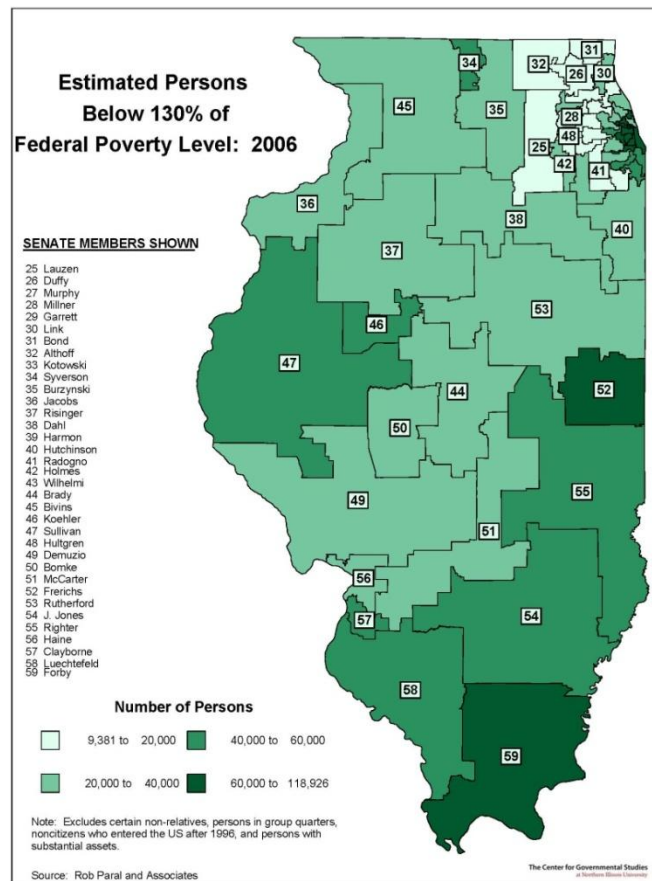 Estimated Persons
Below 130% of
Federal Poverty Level: 2006
SENATE MEMBERS SHOWN
25 Lauzen
26 Duffy
27 Murphy
28 Millner
29 Garrett
30 Link
31 Bond
32 Althoff
33 Kotowski
34 Syverson
35 Burzynski
36 Jacobs
37 Risinger
38 Dahl
39 Harmon
40 Hutchinson
41 Radogno
42 Holmes
43 Wilhelmi
44 Brady
45 Bivins
46 Koehler
47 Sullivan
48 Hultgren
49 Demuzio
50 Bomke
51 McCarter
52 Frerichs
53 Rutherford
54 J. Jones
55 Righter
56 Haine
57 Clayborne
58 Luechtefeld
59 Forby
31
34
32
26
30
45
35
28
25
48
42
41
36
38
40
37
53
46
47
52
44
50
55
49
51
56
54
57
58
59
Number of Persons
9,381 to 20,000
40,000 to 60,000
20,000 to 40,000
60,000 to 118,926
Note: Excludes certain non-relatives, persons in group quarters,
noncitizens who entered the US after 1996, and persons with
substantial assets.
Source: Rob Paral and Associates
The Center for Governmental Studies
at Northern Illinois University